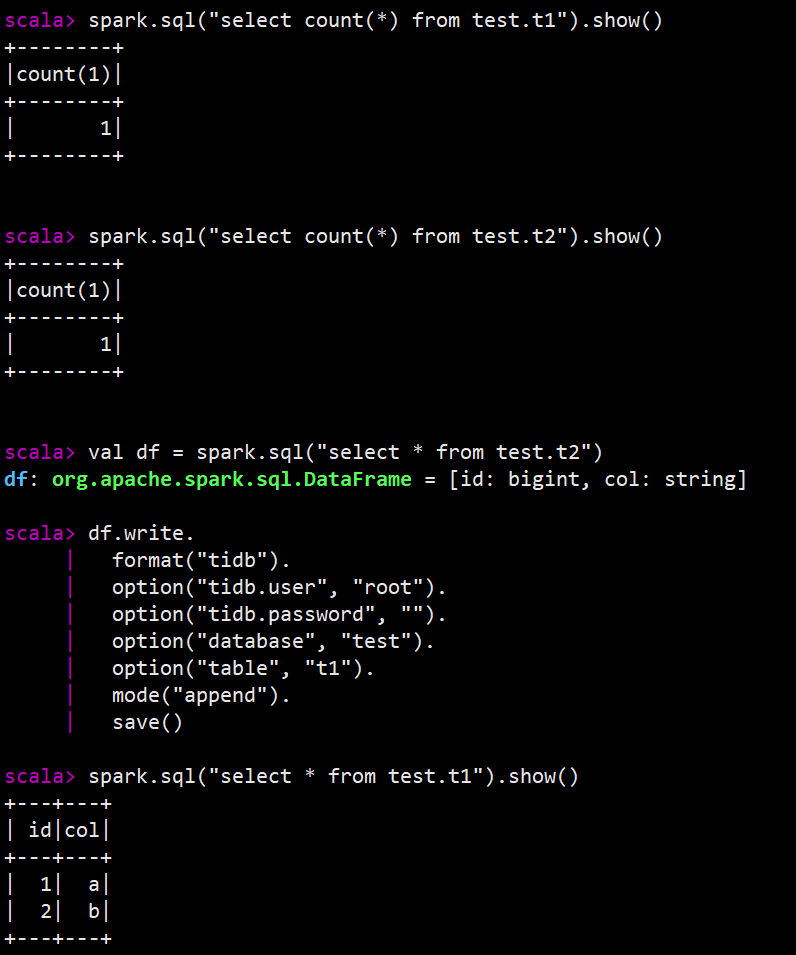 scala> spark.sql("select count(*) from test.t1").show()
+--------+
|count(1)|
+--------+
|       1|
+--------+
scala> spark.sql("select count(*) from test.t2").show()
+--------+
|count(1)|
+--------+
|       1|
+--------+
scala> val df = spark.sql("select * from test.t2")
df: org.apache.spark.sql.DataFrame = [id: bigint, col: string]
scala> df.write.
     |   format("tidb").
     |   option("tidb.user", "root").
     |   option("tidb.password", "").
     |   option("database", "test").
     |   option("table", "t1").
     |   mode("append").
     |   save()
scala> spark.sql("select * from test.t1").show()
+---+---+
| id|col|
+---+---+
|  1|  a|
|  2|  b|
+---+---+